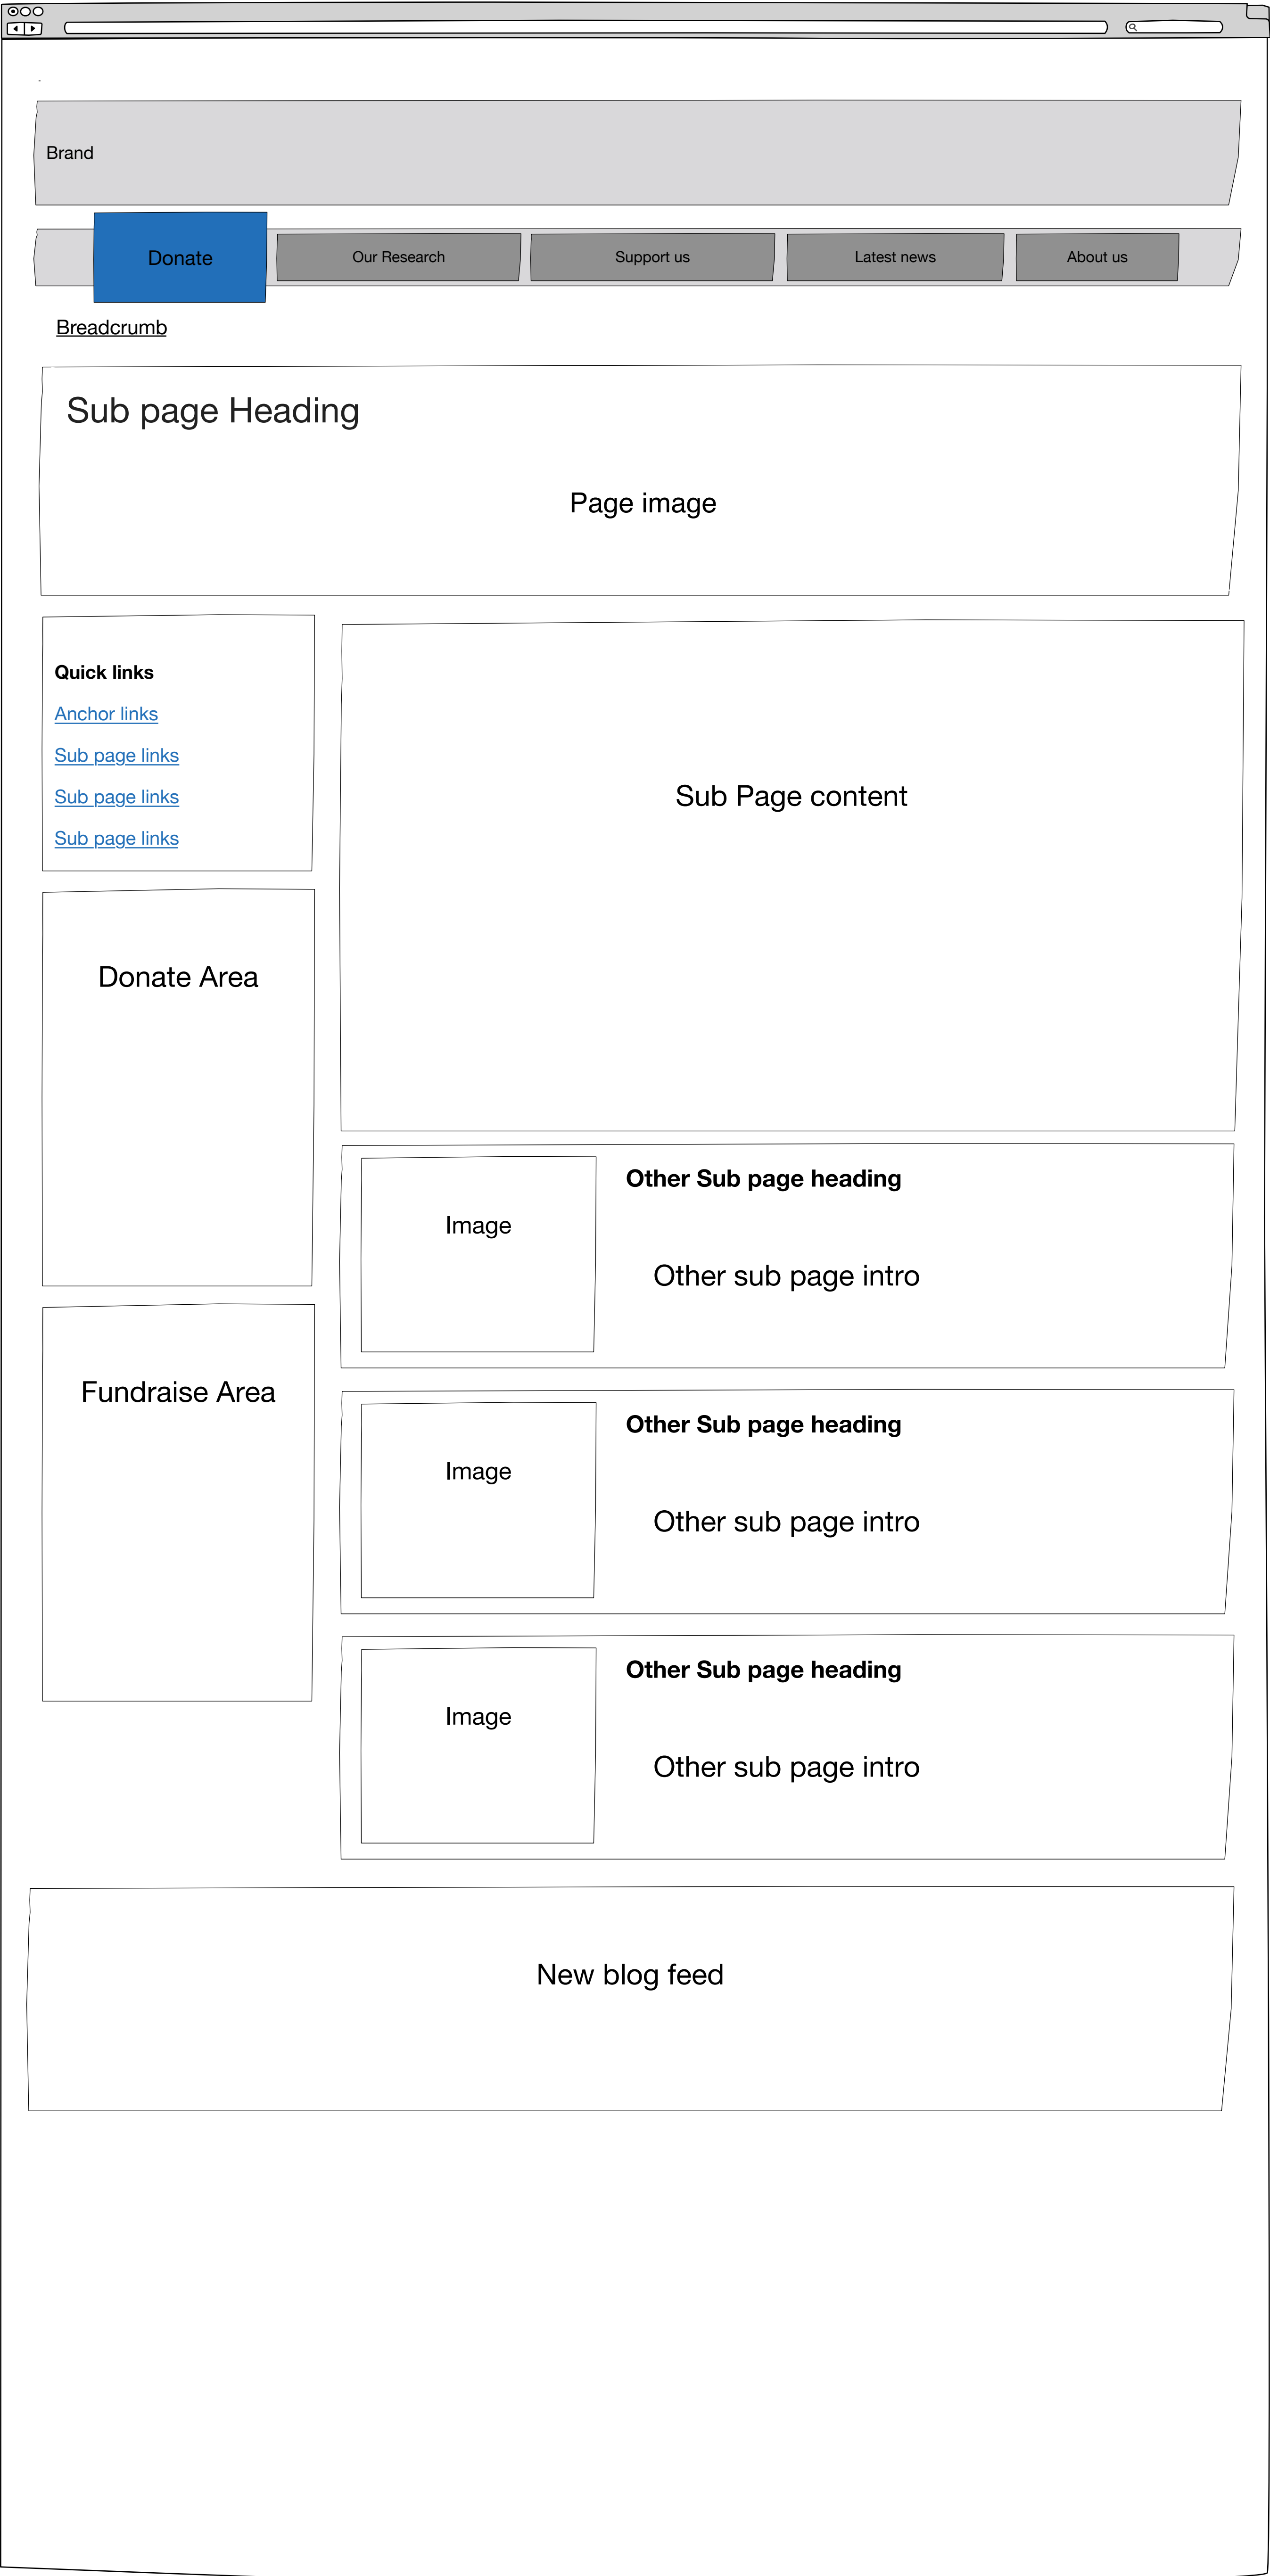 Brand
Donate
Our Research
Support us
Latest news
About us
Breadcrumb
Sub page Heading
Page image
Quick links
Anchor links
Sub page links
Sub page links
Sub page links
Donate Area
Fundraise Area
Sub Page content
Image
Other Sub page heading
Other sub page intro
Image
Other Sub page heading
Other sub page intro
Image
Other Sub page heading
Other sub page intro
New blog feed